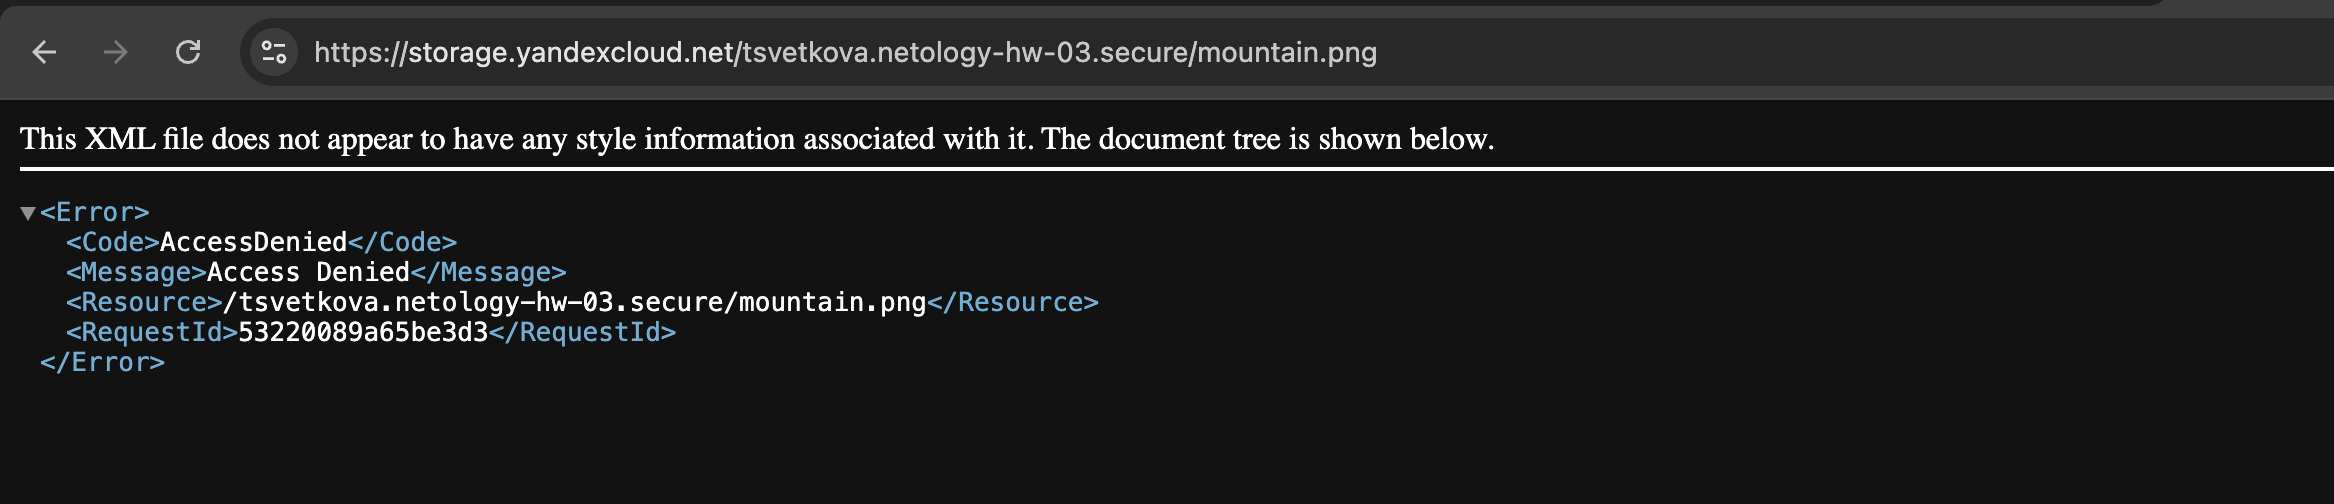 https://storage.yandexcloud.net/tsvetkova.netology-hw-03.secure/mountain.png
This XML file does not appear to have any style information associated with it. The document tree is shown below.
▼<Error>
<Code>AccessDenied</Code>
<Message>Access Denied</Message>
<Resource>/tsvetkova.netology-hw-03.secure/mountain.png</Resource>
<RequestId>53220089a65be3d3</RequestId>
</Error>